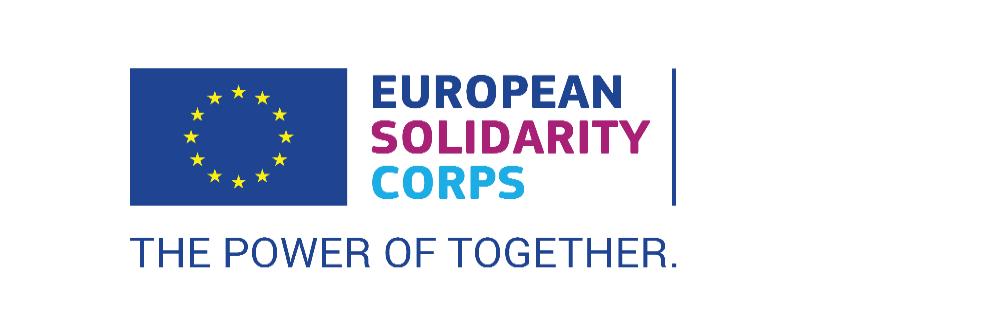 EUROPEAN
SOLIDARITY
CORPS
THE POWER OF TOGETHER.